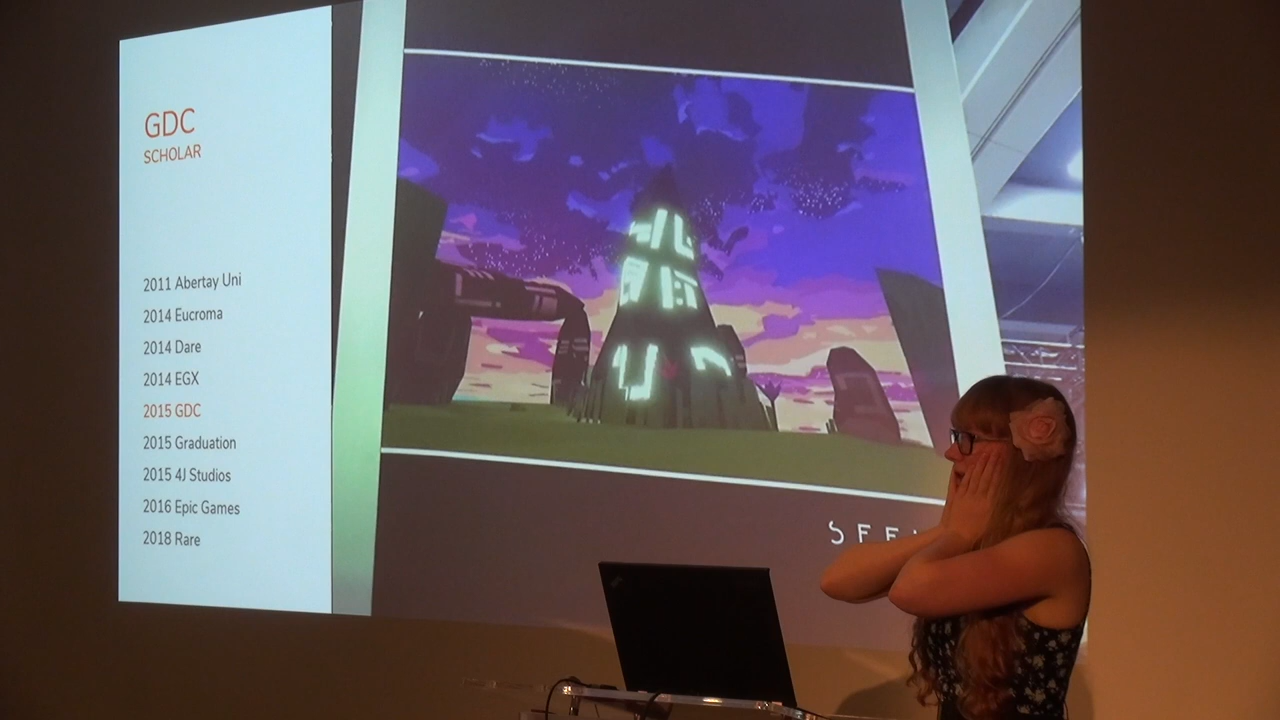 GDC
SCHOLAR
2011 Abertay Uni
2014 Eucroma
2014 Dare
2014 EGX
2015 GDC
2015 Graduation
2015 4J Studios
2016 Epic Games
2018 Rare